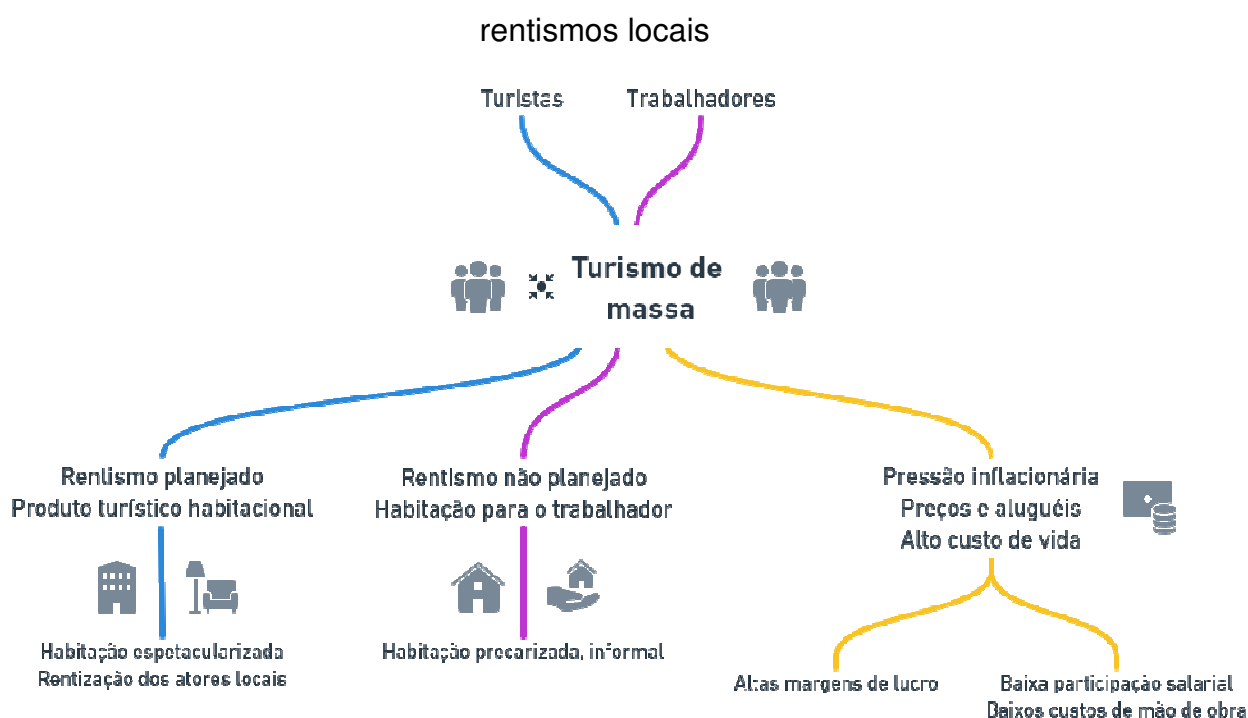 rentismos locais
Turistas
Trabalhadores
Turismo de
massa
Rentismo planejado
Produto turístico habitacional
Rentismo não planejado
Habitação para o trabalhador
Pressão inflacionária
Preços e aluguéis
Alto custo de vida
Habitação espetacularizada
Rentização dos atores locais
Habitação precarizada, informal
Altas margens de lucro
Baixa participação salarial
Baixos custos de mão de obra